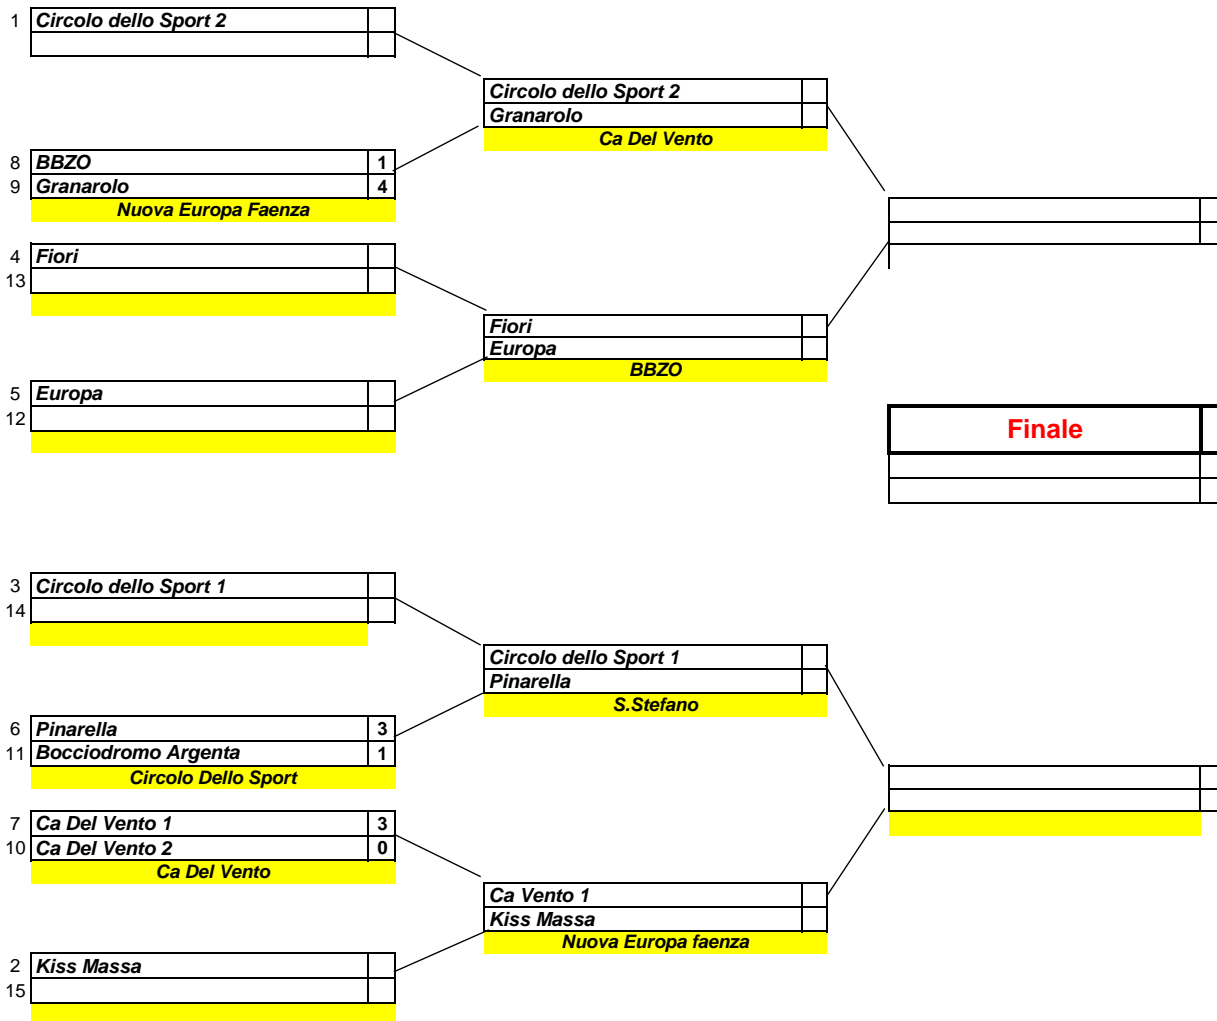 1 Circolo dello Sport 2
Circolo dello Sport 2
Granarolo
Ca Del Vento
8 BBZO 1
9 Granarolo 4
Nuova Europa Faenza
4 Fiori
13
Fiori
Europa
BBZO
5 Europa
12
Finale
3 Circolo dello Sport 1
14
Circolo dello Sport 1
Pinarella
S.Stefano
6 Pinarella 3
11 Bocciodromo Argenta 1
Circolo Dello Sport
7 Ca Del Vento 1 3
10 Ca Del Vento 2 0
Ca Del Vento
Ca Vento 1
Kiss Massa
Nuova Europa faenza
2 Kiss Massa
15